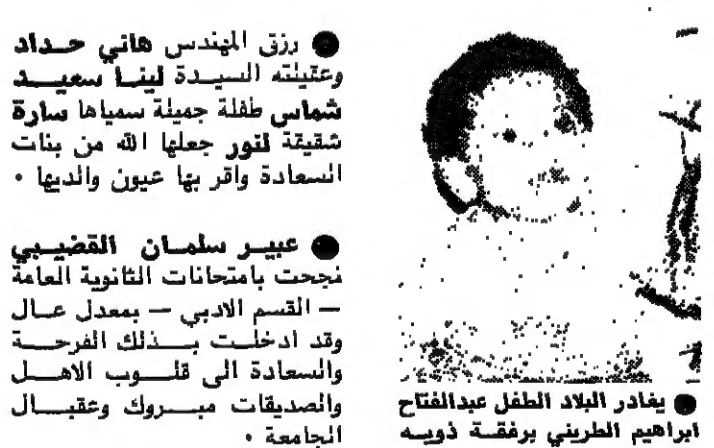 ● رزق المهندس هاني حداد
وعقيلته السيدة لينا سعيد
شماس طفلة جميلة سمياها سارة
شقيقة لنور جعلها الله من بنات
السعادة واقر بها عيون والديها ٠
● عبير سلمان القضيبي
نجحت بامتحانات الثانوية العامة
– القسم الادبي – بمعدل عال
وقد ادخلت بذلك الفرحة
والسعادة الى قلوب الاهل
والصديقات مبروك وعقبال
الجامعة ٠
● يغادر البلاد الطفل عبدالفتاح
ابراهيم الطريني برفقة ذويه